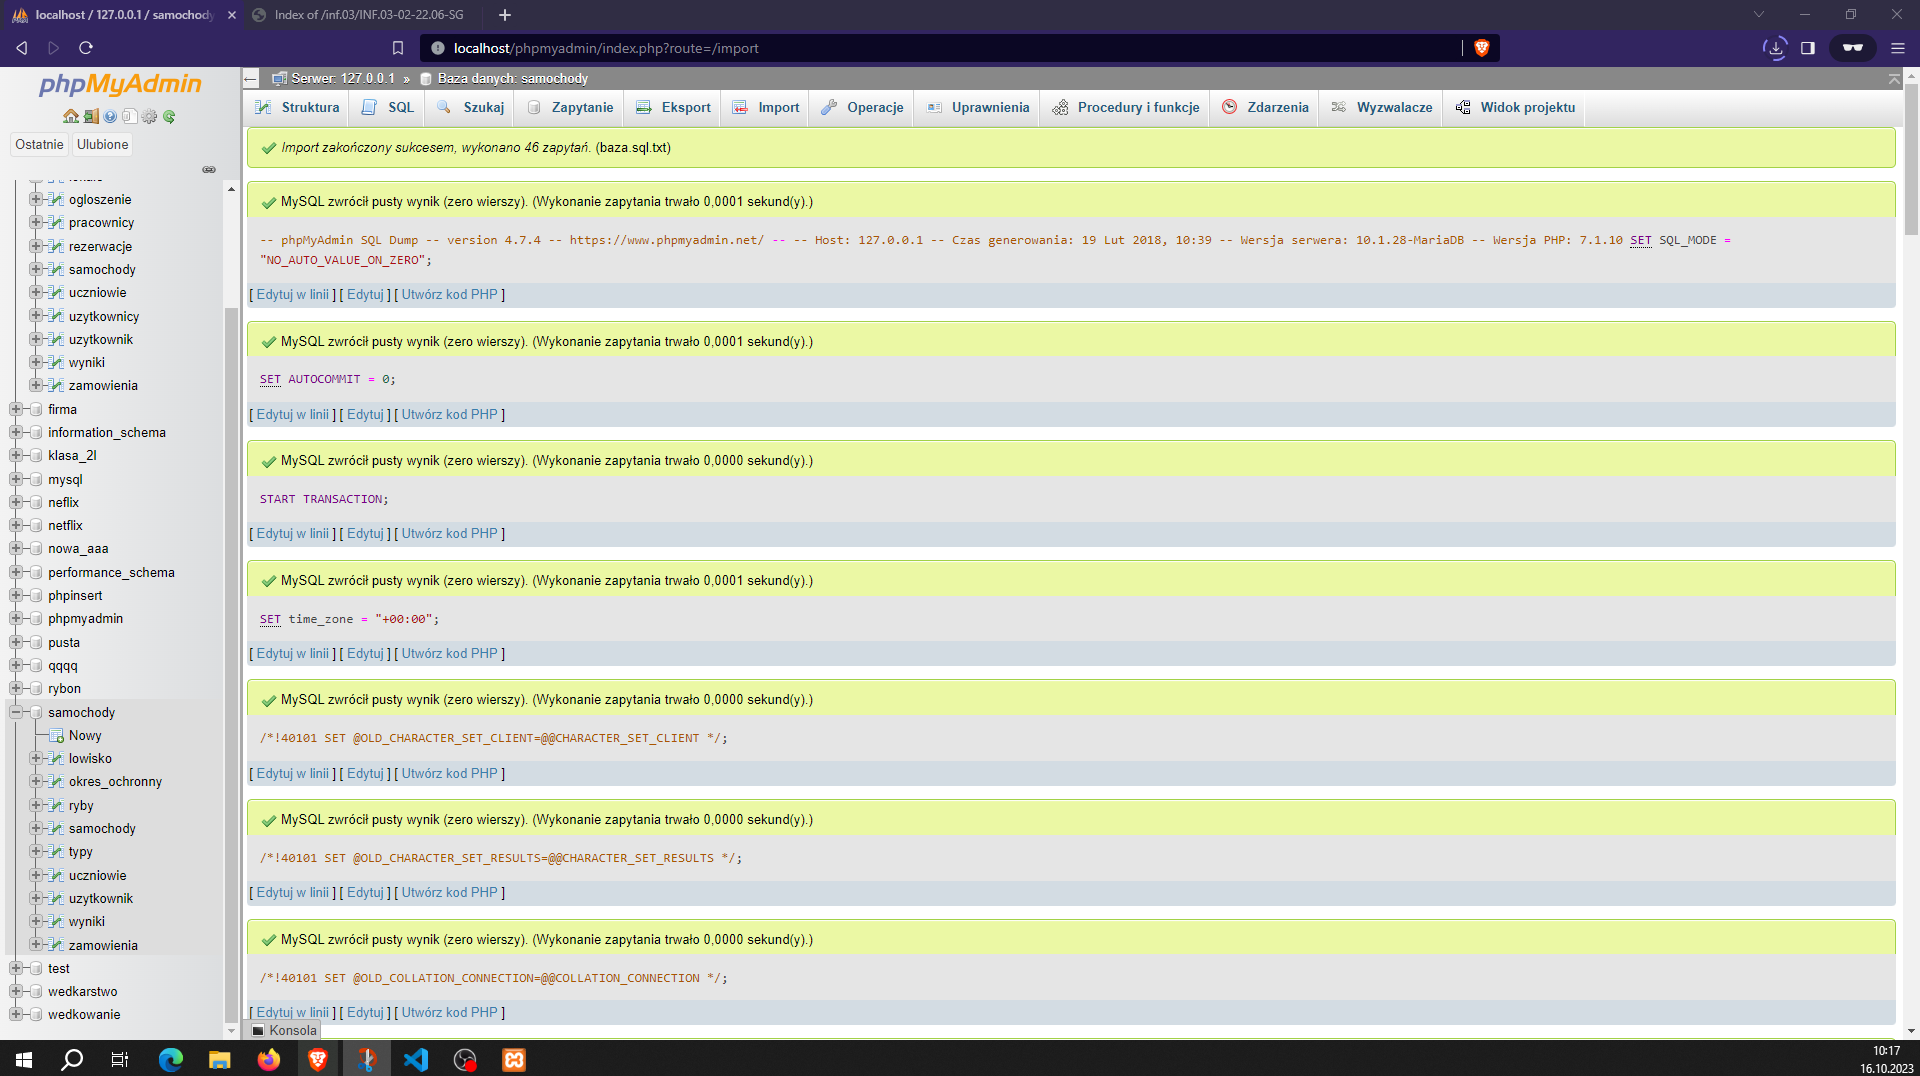 localhost / 127.0.0.1 / samochody
Index of /inf.03/INF.03-02-22.06-SG
localhost/phpmyadmin/index.php?route=/import
phpMyAdmin
Ostatnie
Ulubione
ogloszenie
pracownicy
rezerwacje
samochody
uczniowie
uzytkownicy
uzytkownik
wyniki
zamowienia
firma
information_schema
klasa_2l
mysql
neflix
netflix
nowa_aaa
performance_schema
phpinsert
phpmyadmin
pusta
qqqq
rybon
samochody
Nowy
lowisko
okres_ochronny
ryby
samochody
typy
uczniowie
uzytkownik
wyniki
zamowienia
test
wedkarstwo
wedkowanie
Serwer: 127.0.0.1 » Baza danych: samochody
Struktura SQL Szukaj Zapytanie Eksport Import Operacje Uprawnienia Procedury i funkcje Zdarzenia Wyzwalacze Widok projektu
Import zakończony sukcesem, wykonano 46 zapytań. (baza.sql.txt)
MySQL zwrócił pusty wynik (zero wierszy). (Wykonanie zapytania trwało 0,0001 sekund(y).)
-- phpMyAdmin SQL Dump -- version 4.7.4 -- https://www.phpmyadmin.net/ -- -- Host: 127.0.0.1 -- Czas generowania: 19 Lut 2018, 10:39 -- Wersja serwera: 10.1.28-MariaDB -- Wersja PHP: 7.1.10 SET SQL_MODE =
"NO_AUTO_VALUE_ON_ZERO";
[ Edytuj w linii ] [ Edytuj ] [ Utwórz kod PHP ]
MySQL zwrócił pusty wynik (zero wierszy). (Wykonanie zapytania trwało 0,0001 sekund(y).)
SET AUTOCOMMIT = 0;
[ Edytuj w linii ] [ Edytuj ] [ Utwórz kod PHP ]
MySQL zwrócił pusty wynik (zero wierszy). (Wykonanie zapytania trwało 0,0000 sekund(y).)
START TRANSACTION;
[ Edytuj w linii ] [ Edytuj ] [ Utwórz kod PHP ]
MySQL zwrócił pusty wynik (zero wierszy). (Wykonanie zapytania trwało 0,0001 sekund(y).)
SET time_zone = "+00:00";
[ Edytuj w linii ] [ Edytuj ] [ Utwórz kod PHP ]
MySQL zwrócił pusty wynik (zero wierszy). (Wykonanie zapytania trwało 0,0000 sekund(y).)
/*!40101 SET @OLD_CHARACTER_SET_CLIENT=@@CHARACTER_SET_CLIENT */;
[ Edytuj w linii ] [ Edytuj ] [ Utwórz kod PHP ]
MySQL zwrócił pusty wynik (zero wierszy). (Wykonanie zapytania trwało 0,0000 sekund(y).)
/*!40101 SET @OLD_CHARACTER_SET_RESULTS=@@CHARACTER_SET_RESULTS */;
[ Edytuj w linii ] [ Edytuj ] [ Utwórz kod PHP ]
MySQL zwrócił pusty wynik (zero wierszy). (Wykonanie zapytania trwało 0,0000 sekund(y).)
/*!40101 SET @OLD_COLLATION_CONNECTION=@@COLLATION_CONNECTION */;
[ Edytuj w linii ] [ Edytuj ] [ Utwórz kod PHP ]
Konsola
10:17
16.10.2023